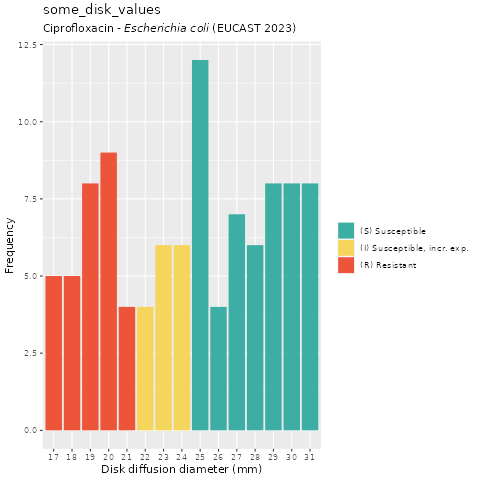 some_disk_values
Ciprofloxacin - Escherichia coli (EUCAST 2023)
12.5
10.0
7.5
5.0
2.5
0.0
Frequency
17 18 19 20 21 22 23 24 25 26 27 28 29 30 31
Disk diffusion diameter (mm)
(S) Susceptible
(I) Susceptible, incr. exp.
(R) Resistant